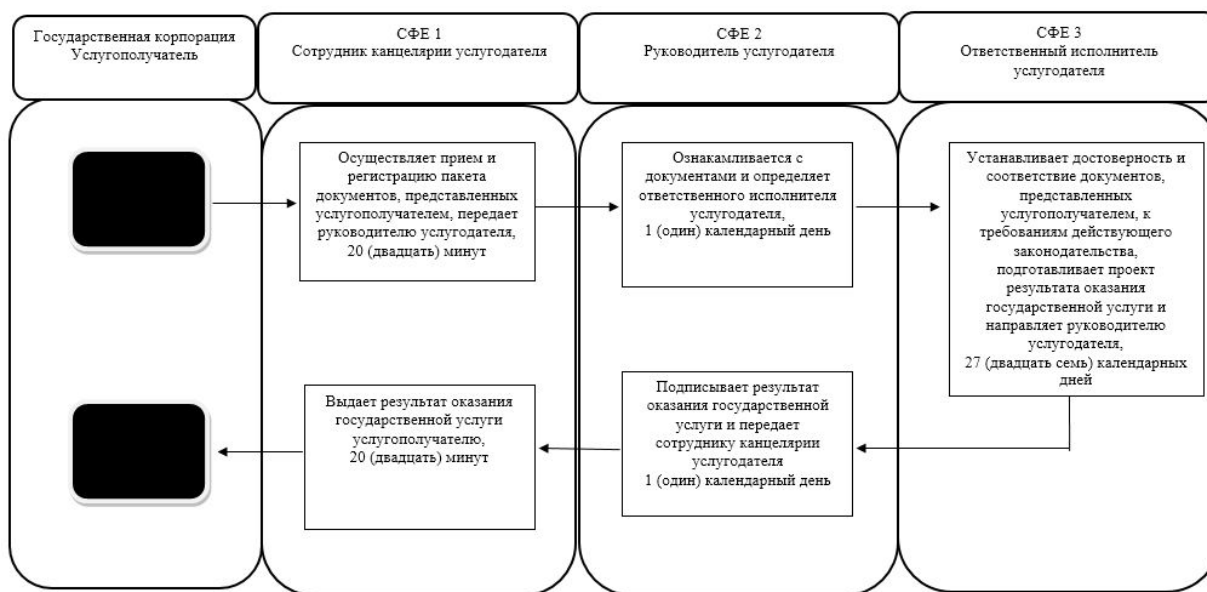 Государственная корпорация
Услугополучатель
СФЕ 1
Сотрудник канцелярии услугодателя
СФЕ 2
Руководитель услугодателя
СФЕ 3
Ответственный исполнитель
услугодателя
Осуществляет прием и
регистрацию пакета
документов, представленных
услугополучателем, передает
руководителю услугодателя,
20 (двадцать) минут
Ознакамливается с
документами и определяет
ответственного исполнителя
услугодателя,
1 (один) календарный день
Устанавливает достоверность и
соответствие документов,
представленных
услугополучателем, к
требованиям действующего
законодательства,
подготавливает проект
результата оказания
государственной услуги и
направляет руководителю
услугодателя,
27 (двадцать семь) календарных
дней
Выдает результат оказания
государственной услуги
услугополучателю,
20 (двадцать) минут
Подписывает результат
оказания государственной
услуги и передает
сотруднику канцелярии
услугодателя
1 (один) календарный день